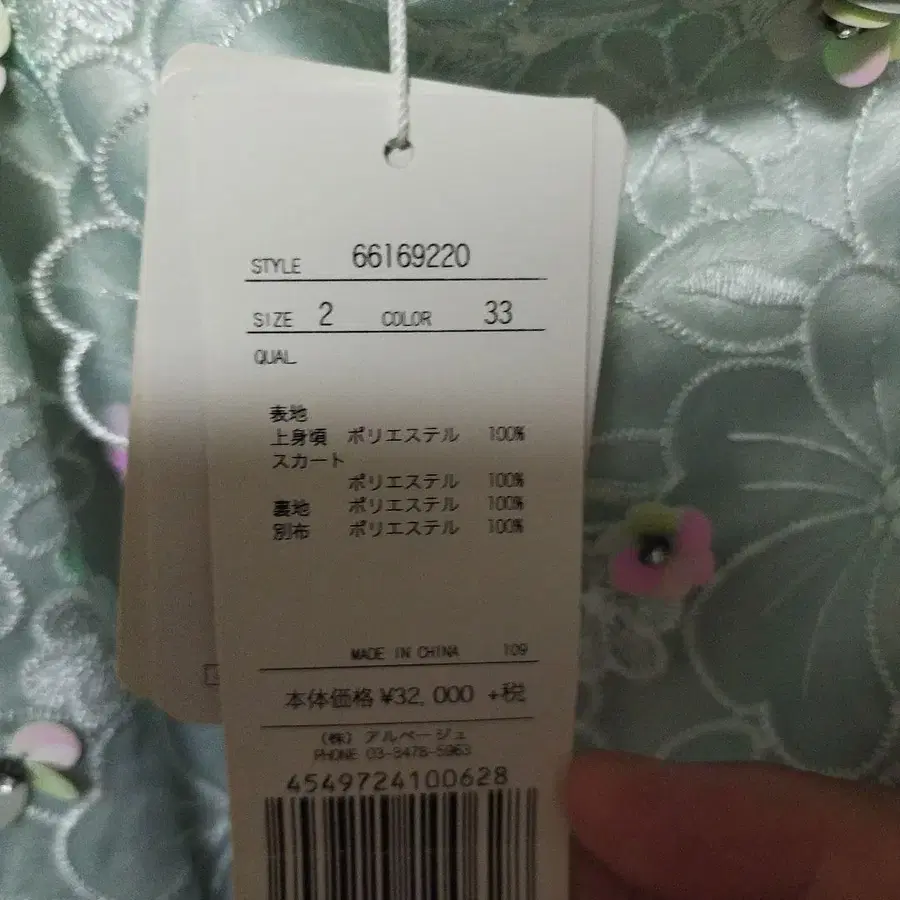 STYLE 66169220
SIZE 2 COLOR 33
QUAL
表地
上身頃 ポリエステル 100%
スカート
ポリエステル 100%
裏地 ポリエステル 100%
別布 ポリエステル 100%
MADE IN CHINA 109
本体価格 ¥32,000 +税
(株) アルページュ
PHONE 03-5478-5963
4549724100628